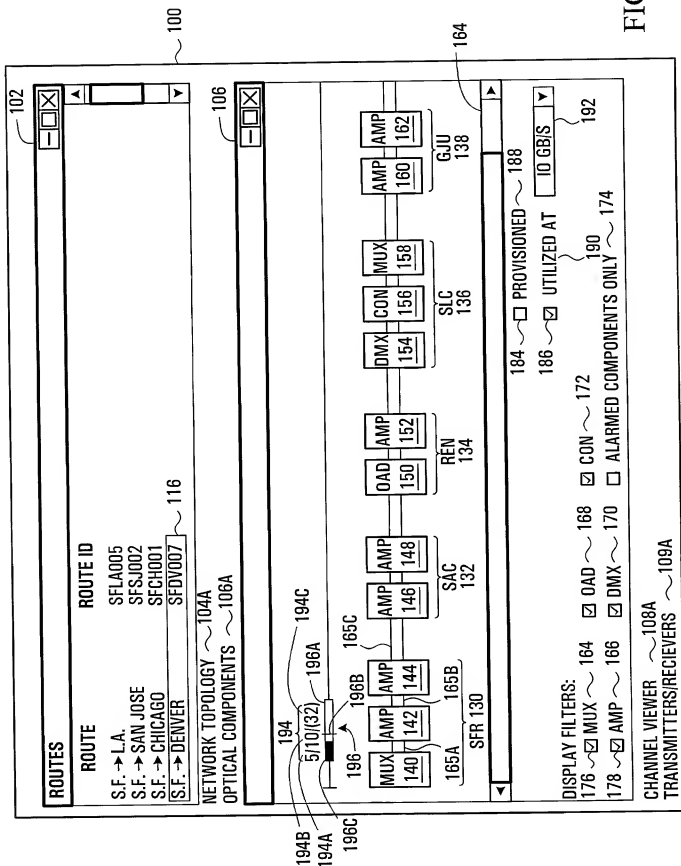 FIG
100
102
ROUTES
ROUTE ROUTE ID
S.F. → L.A. SFLA005
S.F. → SAN JOSE SFSJ002
S.F. → CHICAGO SFCH001
S.F. → DENVER SFDV007 116
NETWORK TOPOLOGY 104A
OPTICAL COMPONENTS 106A
106
194
194B 5/10/(32) 194C
194A 196A
196C 196 196B
165C
MUX AMP AMP AMP AMP OAD AMP DMX CON MUX AMP AMP
140 142 144 146 148 150 152 154 156 158 160 162
165A 165B
SFR 130
SAC
132
REN
134
SLC
136
GJU
138
164
184 PROVISIONED 188
186 UTILIZED AT 10 GB/S
190 192
DISPLAY FILTERS:
176 MUX 164 OAD 168 CON 172
178 AMP 166 DMX 170 ALARMED COMPONENTS ONLY 174
CHANNEL VIEWER 108A
TRANSMITTERS/RECIEVERS 109A